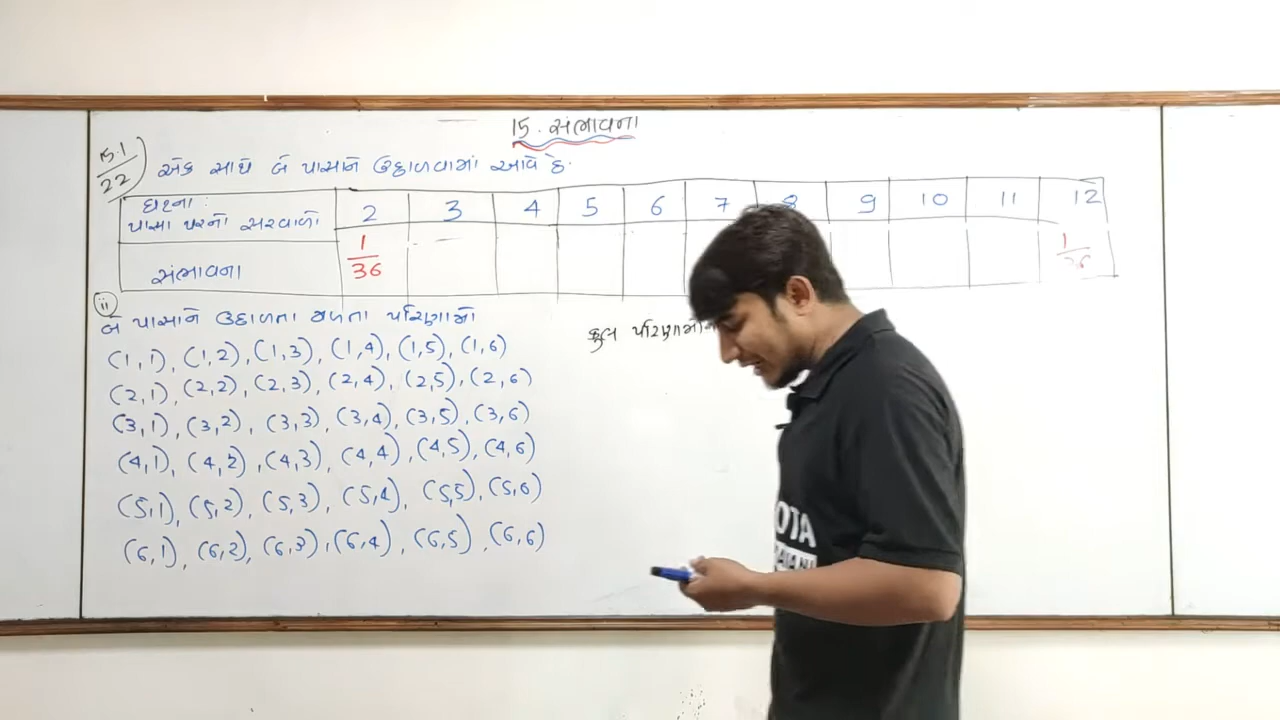 15. સંભાવના
15.1
22
એક સાથે બે પાસાને ઉછાળવામાં આવે છે.
ઘટના :
પાસા પરનો સરવાળો 2 3 4 5 6 7 8 9 10 11 12
સંભાવના 1/36 1/36
ii
બે પાસાને ઉછાળતા મળતા પરિણામો
કુલ પરિણામોની
(1,1), (1,2), (1,3), (1,4), (1,5), (1,6)
(2,1), (2,2), (2,3), (2,4), (2,5), (2,6)
(3,1), (3,2), (3,3), (3,4), (3,5), (3,6)
(4,1), (4,2), (4,3), (4,4), (4,5), (4,6)
(5,1), (5,2), (5,3), (5,4), (5,5), (5,6)
(6,1), (6,2), (6,3), (6,4), (6,5), (6,6)
OTA